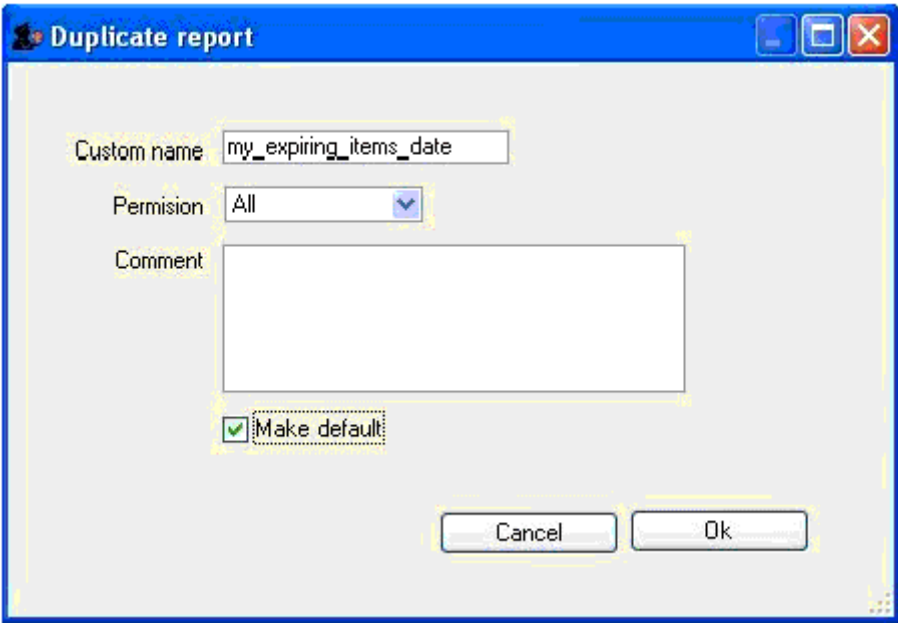 Duplicate report
Custom name my_expiring_items_date
Permision All
Comment
Make default
Cancel Ok